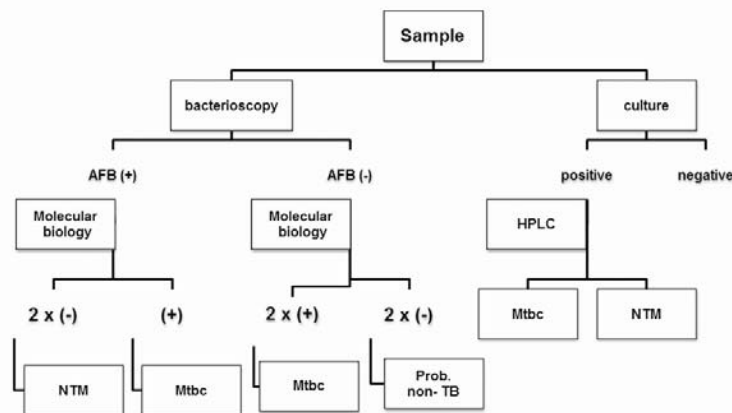 Sample
bacterioscopy
culture
AFB (+)
AFB (-)
positive
negative
Molecular
biology
Molecular
biology
HPLC
2 x (-)
(+)
2 x (+)
2 x (-)
Mtbc
NTM
NTM
Mtbc
Mtbc
Prob.
non- TB